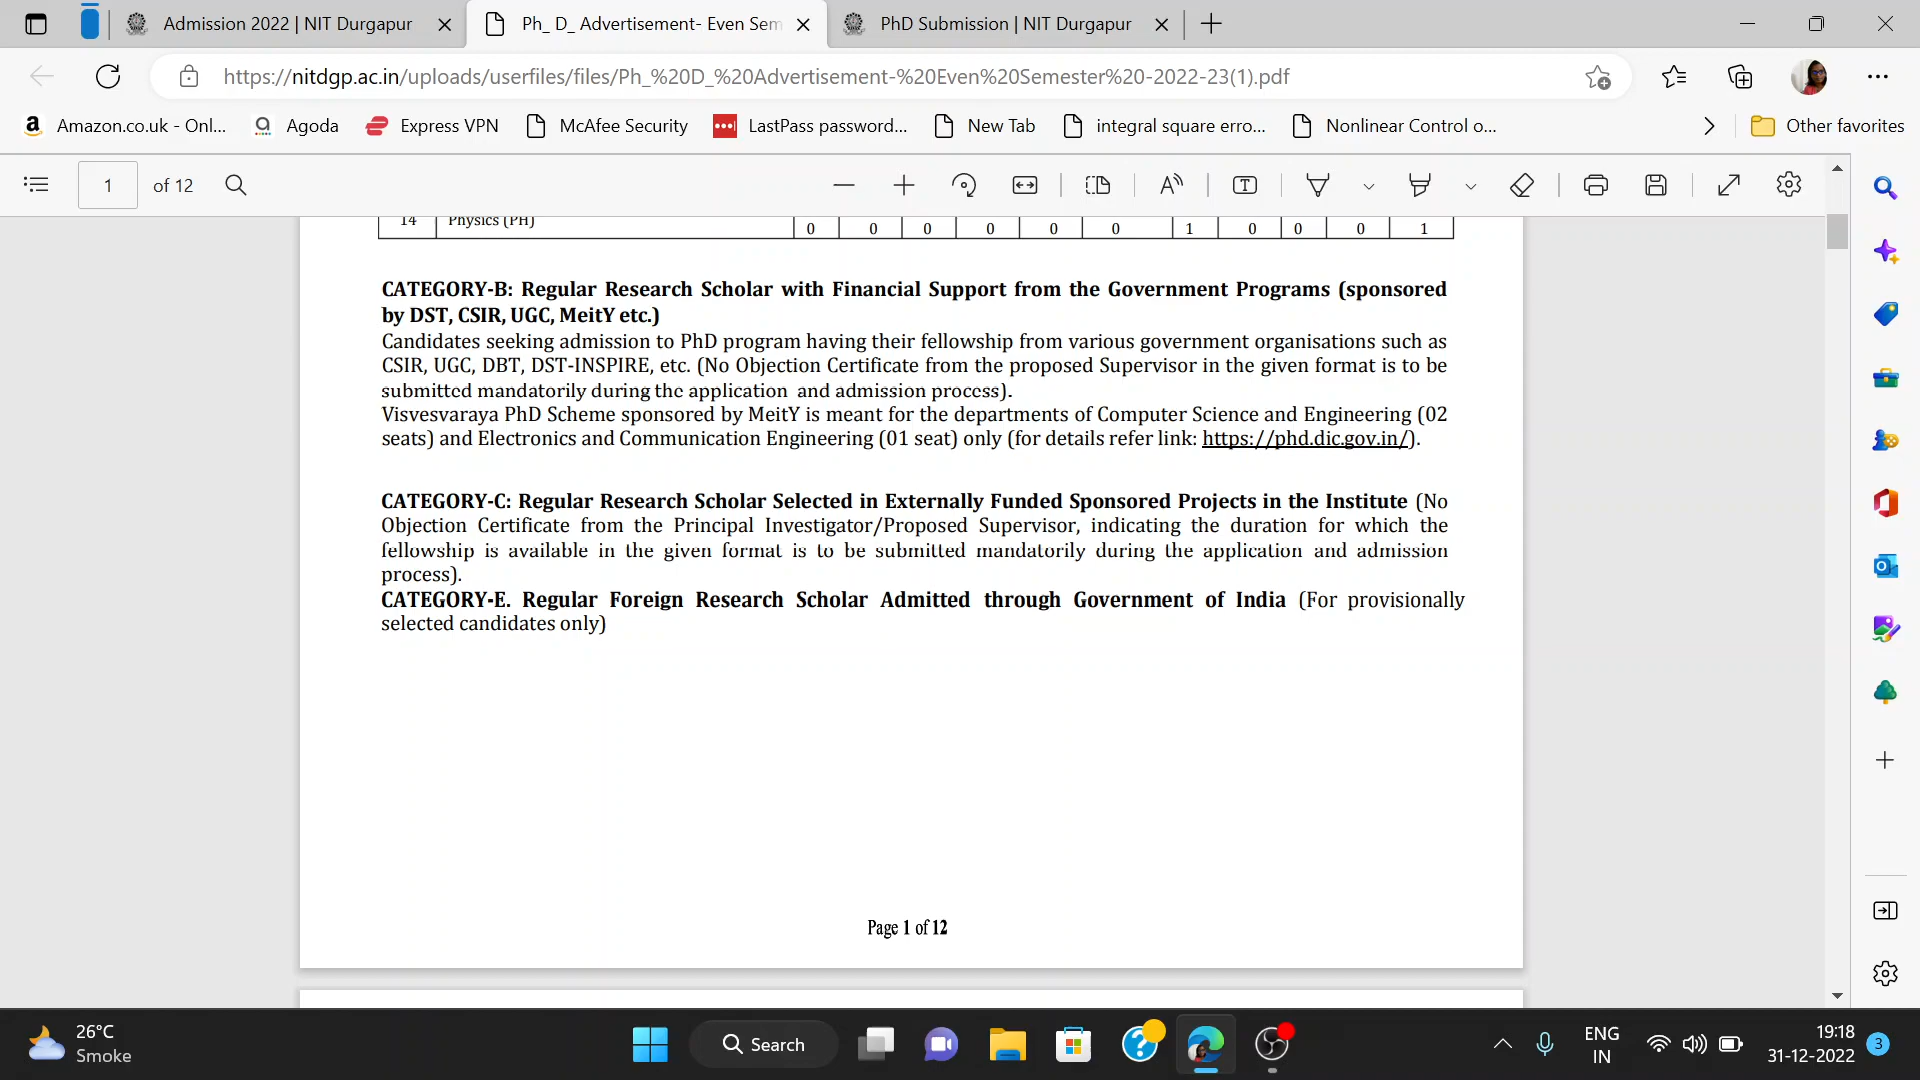 Admission 2022 | NIT Durgapur
Ph_ D_ Advertisement- Even Sem
PhD Submission | NIT Durgapur
https://nitdgp.ac.in/uploads/userfiles/files/Ph_%20D_%20Advertisement-%20Even%20Semester%20-2022-23(1).pdf
Amazon.co.uk - Onl... Agoda Express VPN McAfee Security LastPass password... New Tab integral square erro... Nonlinear Control o... Other favorites
1 of 12
14 Physics (PH) 0 0 0 0 0 0 1 0 0 0 1
CATEGORY-B: Regular Research Scholar with Financial Support from the Government Programs (sponsored
by DST, CSIR, UGC, MeitY etc.)
Candidates seeking admission to PhD program having their fellowship from various government organisations such as
CSIR, UGC, DBT, DST-INSPIRE, etc. (No Objection Certificate from the proposed Supervisor in the given format is to be
submitted mandatorily during the application and admission process).
Visvesvaraya PhD Scheme sponsored by MeitY is meant for the departments of Computer Science and Engineering (02
seats) and Electronics and Communication Engineering (01 seat) only (for details refer link: https://phd.dic.gov.in/).
CATEGORY-C: Regular Research Scholar Selected in Externally Funded Sponsored Projects in the Institute (No
Objection Certificate from the Principal Investigator/Proposed Supervisor, indicating the duration for which the
fellowship is available in the given format is to be submitted mandatorily during the application and admission
process).
CATEGORY-E. Regular Foreign Research Scholar Admitted through Government of India (For provisionally
selected candidates only)
Page 1 of 12
26°C
Smoke
Search
ENG
IN
19:18
31-12-2022
3